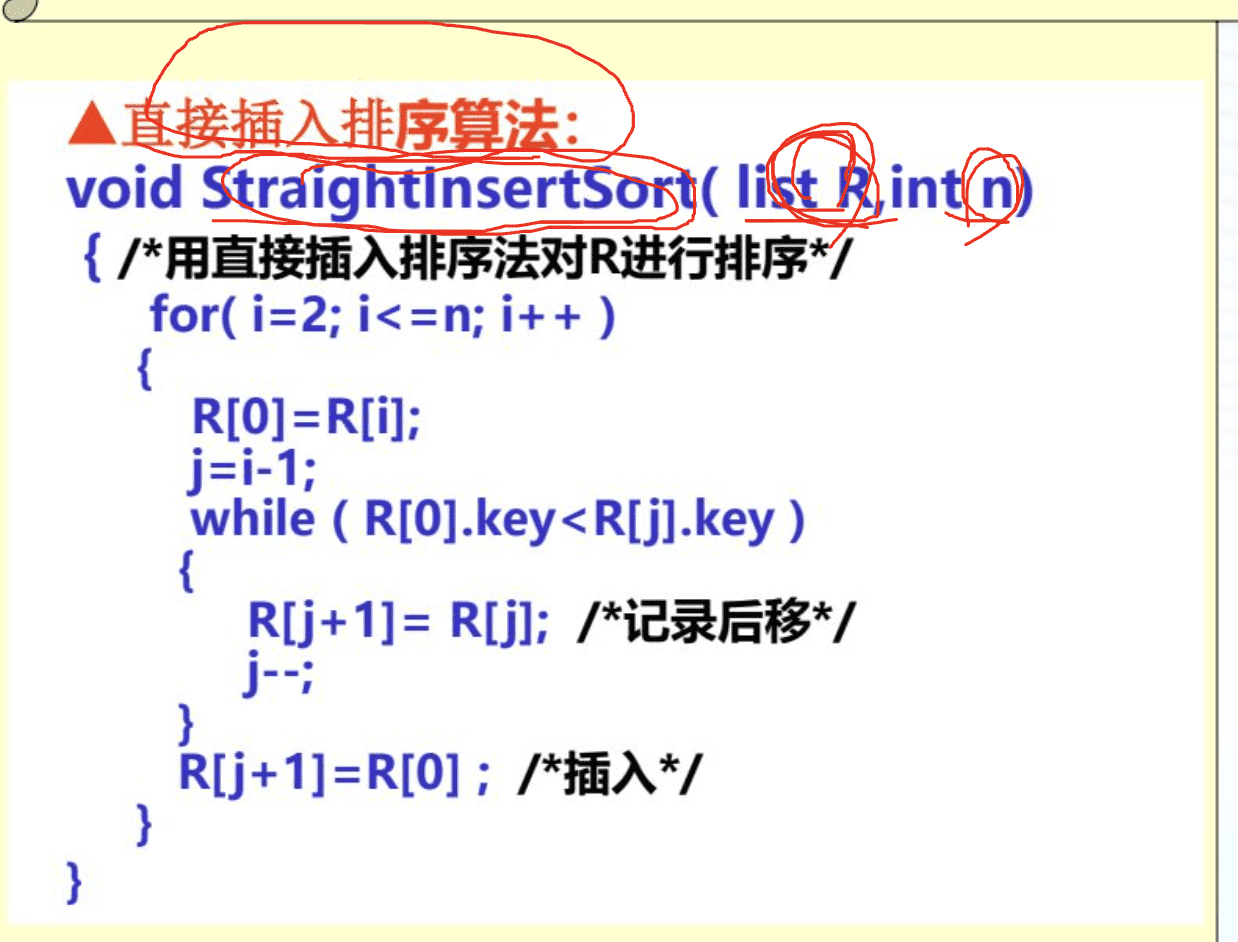 ▲直接插入排序算法:
void StraightInsertSort( list R,int n)
{ /*用直接插入排序法对R进行排序*/
for( i=2; i<=n; i++ )
{
R[0]=R[i];
j=i-1;
while ( R[0].key<R[j].key )
{
R[j+1]= R[j]; /*记录后移*/
j--;
}
R[j+1]=R[0] ; /*插入*/
}
}